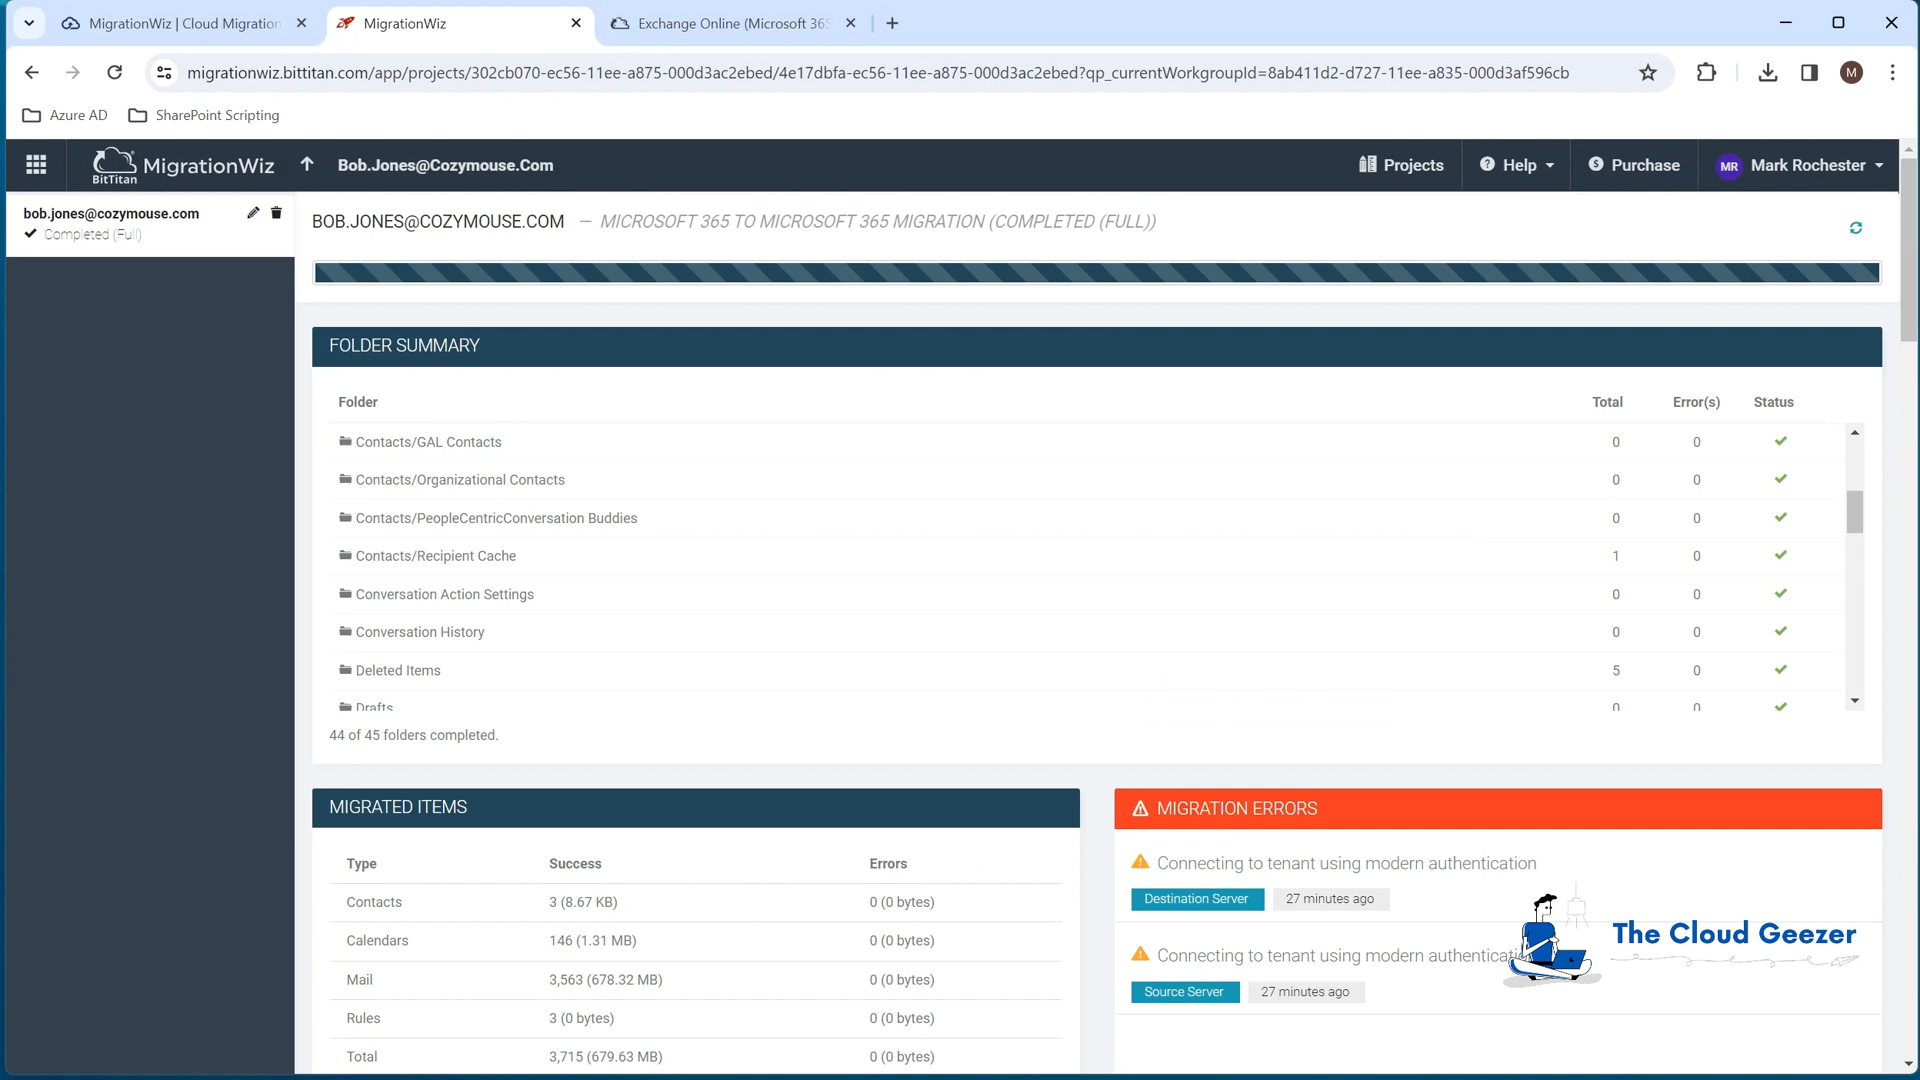 MigrationWiz | Cloud Migration
MigrationWiz
Exchange Online (Microsoft 365
migrationwiz.bittitan.com/app/projects/302cb070-ec56-11ee-a875-000d3ac2ebed/4e17dbfa-ec56-11ee-a875-000d3ac2ebed?qp_currentWorkgroupId=8ab411d2-d727-11ee-a835-000d3af596cb
M
Azure AD
SharePoint Scripting
BitTitan MigrationWiz
Bob.Jones@Cozymouse.Com
Projects
Help
Purchase
MR Mark Rochester
bob.jones@cozymouse.com
Completed (Full)
BOB.JONES@COZYMOUSE.COM — MICROSOFT 365 TO MICROSOFT 365 MIGRATION (COMPLETED (FULL))
FOLDER SUMMARY
Folder Total Error(s) Status
Contacts/GAL Contacts 0 0
Contacts/Organizational Contacts 0 0
Contacts/PeopleCentricConversation Buddies 0 0
Contacts/Recipient Cache 1 0
Conversation Action Settings 0 0
Conversation History 0 0
Deleted Items 5 0
Drafts 0 0
44 of 45 folders completed.
MIGRATED ITEMS
Type Success Errors
Contacts 3 (8.67 KB) 0 (0 bytes)
Calendars 146 (1.31 MB) 0 (0 bytes)
Mail 3,563 (678.32 MB) 0 (0 bytes)
Rules 3 (0 bytes) 0 (0 bytes)
Total 3,715 (679.63 MB) 0 (0 bytes)
MIGRATION ERRORS
Connecting to tenant using modern authentication
Destination Server 27 minutes ago
Connecting to tenant using modern authenticatio
Source Server 27 minutes ago
The Cloud Geezer